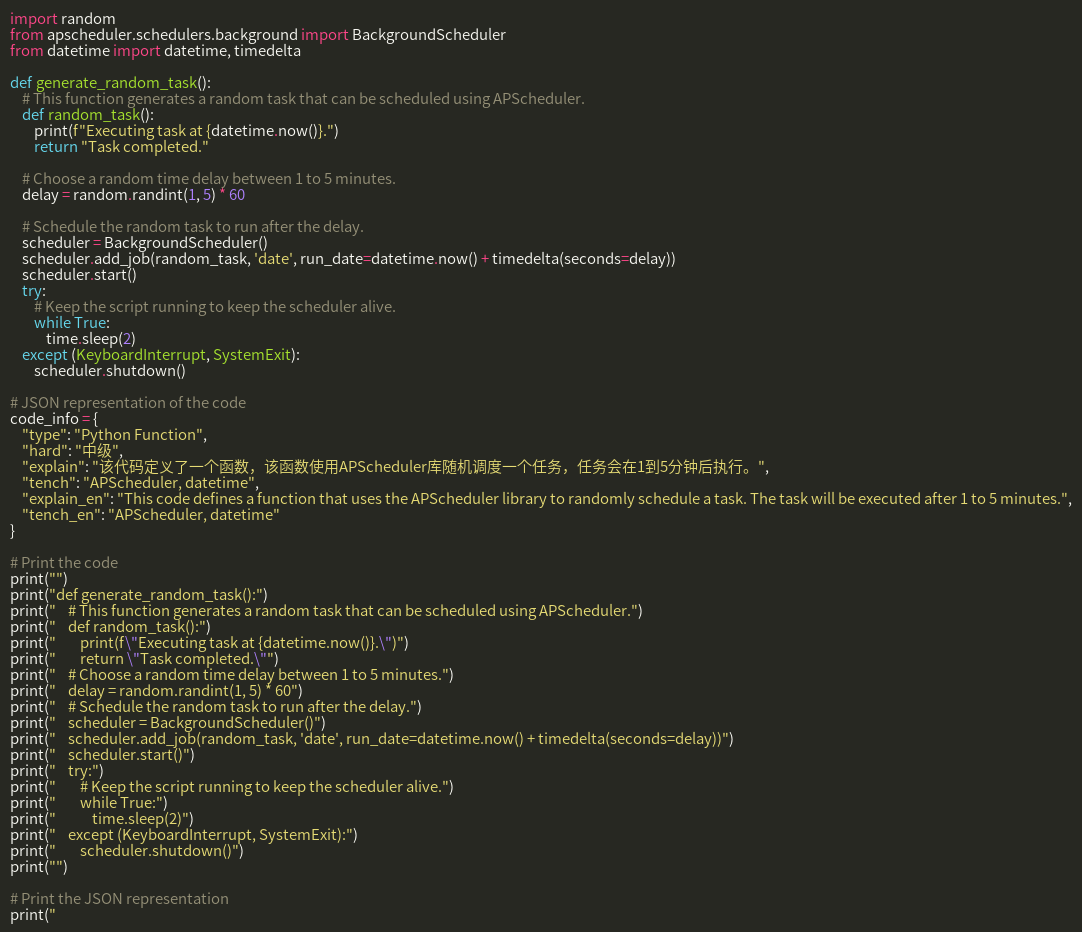 import random
from apscheduler.schedulers.background import BackgroundScheduler
from datetime import datetime, timedelta

def generate_random_task():
    # This function generates a random task that can be scheduled using APScheduler.
    def random_task():
        print(f"Executing task at {datetime.now()}.")
        return "Task completed."

    # Choose a random time delay between 1 to 5 minutes.
    delay = random.randint(1, 5) * 60

    # Schedule the random task to run after the delay.
    scheduler = BackgroundScheduler()
    scheduler.add_job(random_task, 'date', run_date=datetime.now() + timedelta(seconds=delay))
    scheduler.start()
    try:
        # Keep the script running to keep the scheduler alive.
        while True:
            time.sleep(2)
    except (KeyboardInterrupt, SystemExit):
        scheduler.shutdown()

# JSON representation of the code
code_info = {
    "type": "Python Function",
    "hard": "中级",
    "explain": "该代码定义了一个函数，该函数使用APScheduler库随机调度一个任务，任务会在1到5分钟后执行。",
    "tench": "APScheduler, datetime",
    "explain_en": "This code defines a function that uses the APScheduler library to randomly schedule a task. The task will be executed after 1 to 5 minutes.",
    "tench_en": "APScheduler, datetime"
}

# Print the code
print("")
print("def generate_random_task():")
print("    # This function generates a random task that can be scheduled using APScheduler.")
print("    def random_task():")
print("        print(f\"Executing task at {datetime.now()}.\")")
print("        return \"Task completed.\"")
print("    # Choose a random time delay between 1 to 5 minutes.")
print("    delay = random.randint(1, 5) * 60")
print("    # Schedule the random task to run after the delay.")
print("    scheduler = BackgroundScheduler()")
print("    scheduler.add_job(random_task, 'date', run_date=datetime.now() + timedelta(seconds=delay))")
print("    scheduler.start()")
print("    try:")
print("        # Keep the script running to keep the scheduler alive.")
print("        while True:")
print("            time.sleep(2)")
print("    except (KeyboardInterrupt, SystemExit):")
print("        scheduler.shutdown()")
print("")

# Print the JSON representation
print("